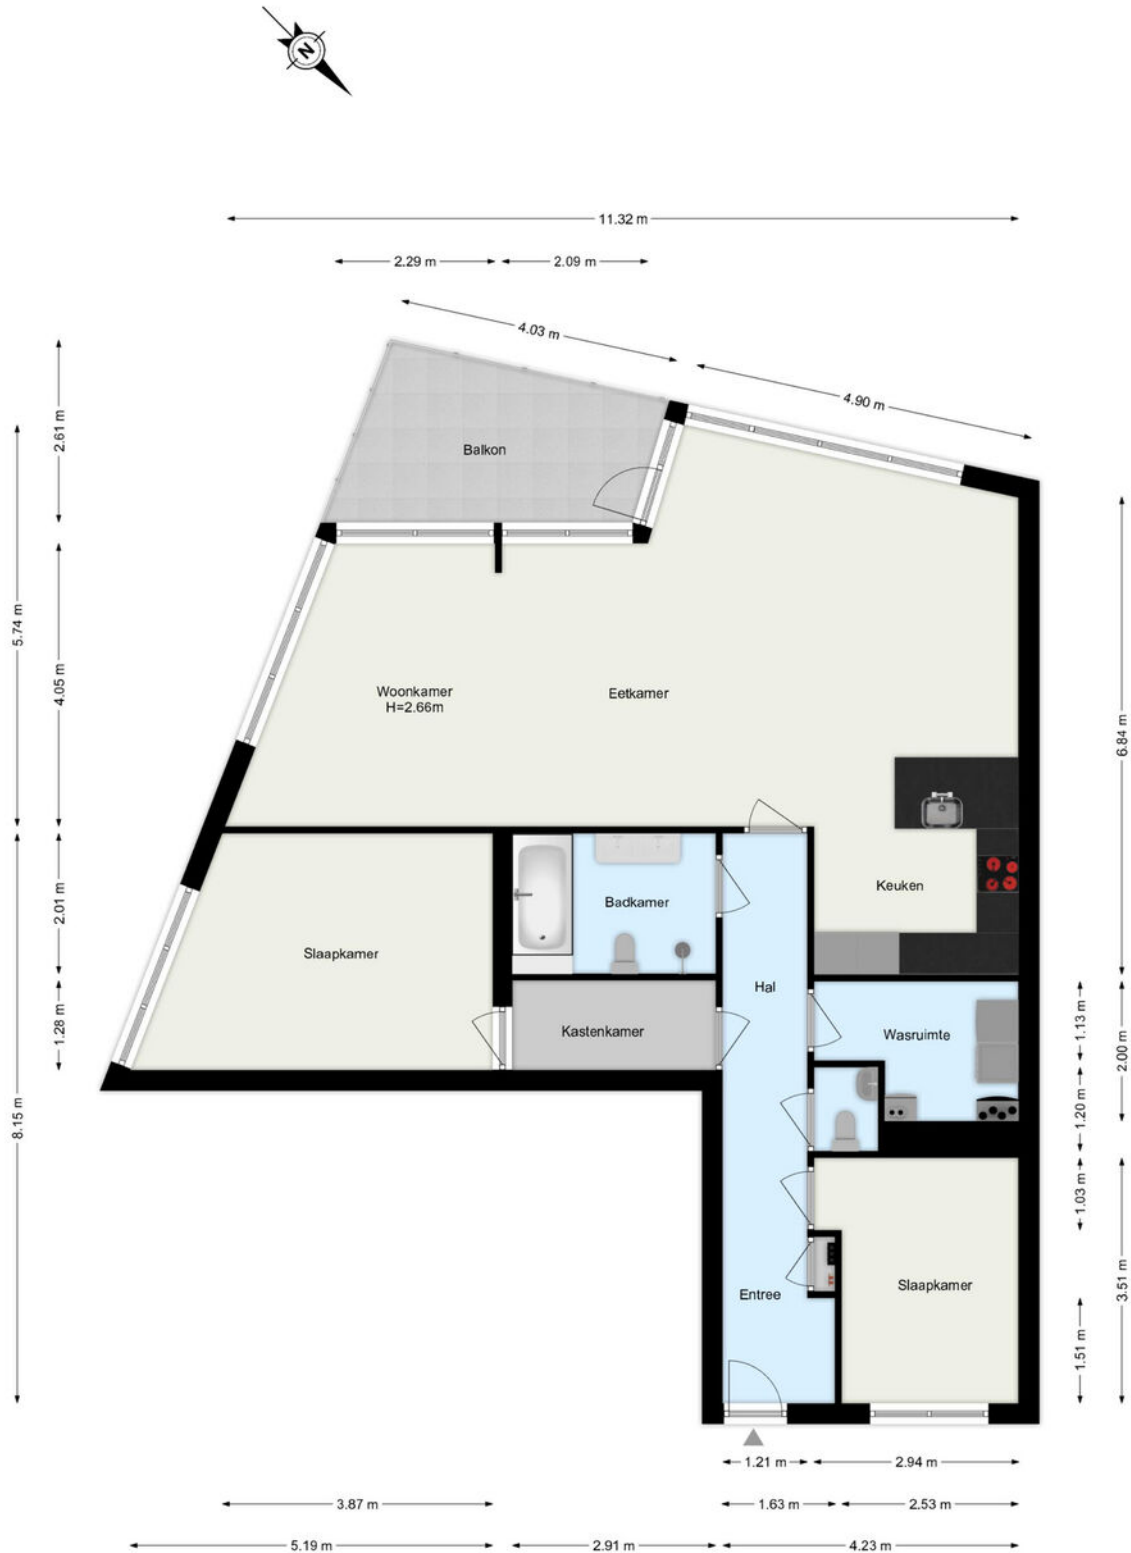 N
11.32 m
2.29 m
2.09 m
4.03 m
4.90 m
2.61 m
5.74 m
4.05 m
Balkon
Woonkamer
H=2.66m
Eetkamer
6.84 m
Keuken
2.01 m
Badkamer
Slaapkamer
Hal
1.28 m
Kastenkamer
Wasruimte
1.13 m
2.00 m
8.15 m
1.20 m
1.03 m
Entree
Slaapkamer
3.51 m
1.51 m
1.21 m
2.94 m
3.87 m
1.63 m
2.53 m
5.19 m
2.91 m
4.23 m